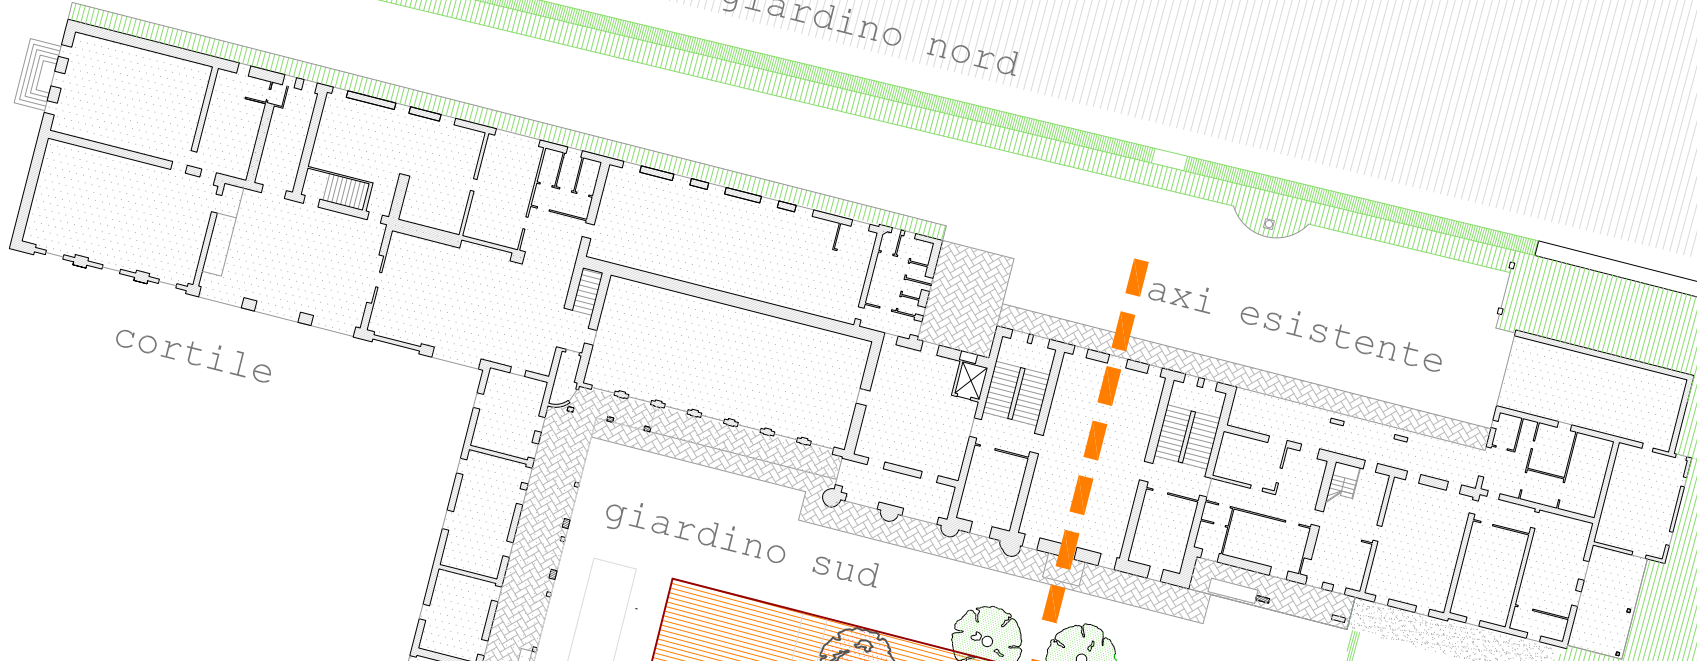 giardino nord
axi esistente
cortile
giardino sud